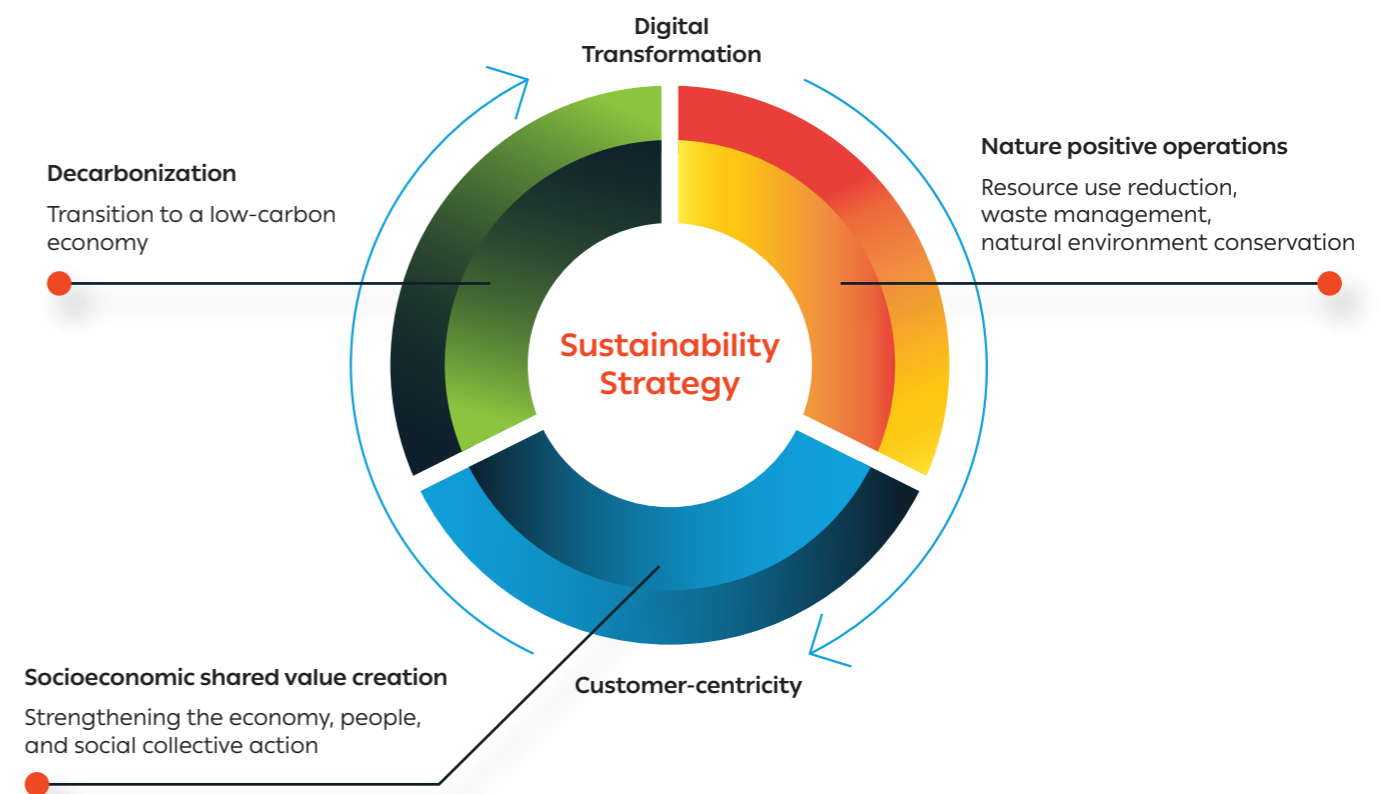 Digital
Transformation
Decarbonization
Transition to a low-carbon
economy
Nature positive operations
Resource use reduction,
waste management,
natural environment conservation
Sustainability
Strategy
Socioeconomic shared value creation
Strengthening the economy, people,
and social collective action
Customer-centricity